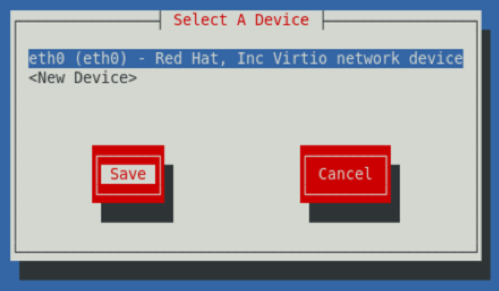 Select A Device
eth0 (eth0) - Red Hat, Inc Virtio network device
<New Device>
Save
Cancel